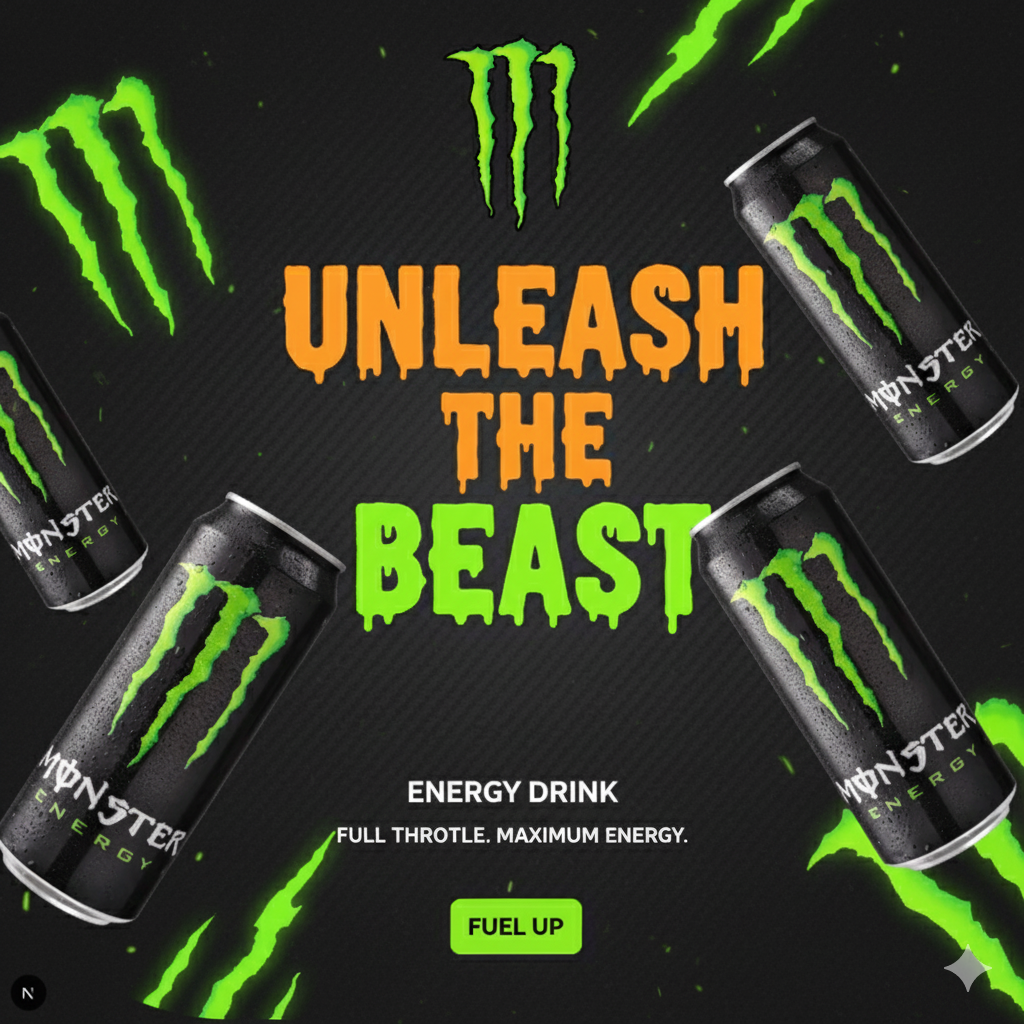 UNLEASH
THE
BEAST
MONSTER
ENERGY
MONSTER
ENERGY
MONSTER
ENERGY
MONSTER
ENERGY
ENERGY DRINK
FULL THROTLE. MAXIMUM ENERGY.
FUEL UP
N